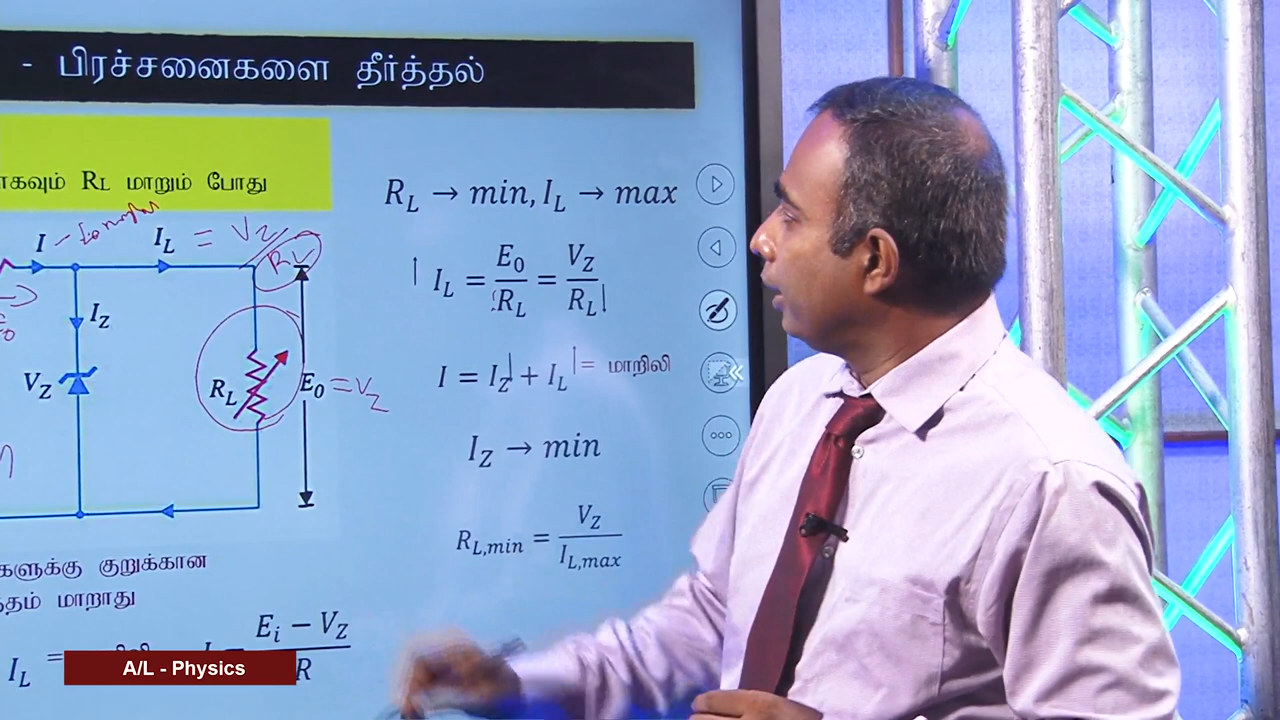 - பிரச்சனைகளை தீர்த்தல்
ாகவும் RL மாறும் போது
I
IL = VZ
RL
IZ
VZ
RL
E0 = VZ
களுக்கு குறுக்கான
மாறாது
IL =
Ei − VZ
R
RL → min, IL → max
↑ IL = E0/RL = VZ/RL ↓
I = IZ↓ + IL↑ = மாறிலி
IZ → min
RL,min = VZ/IL,max
A/L - Physics